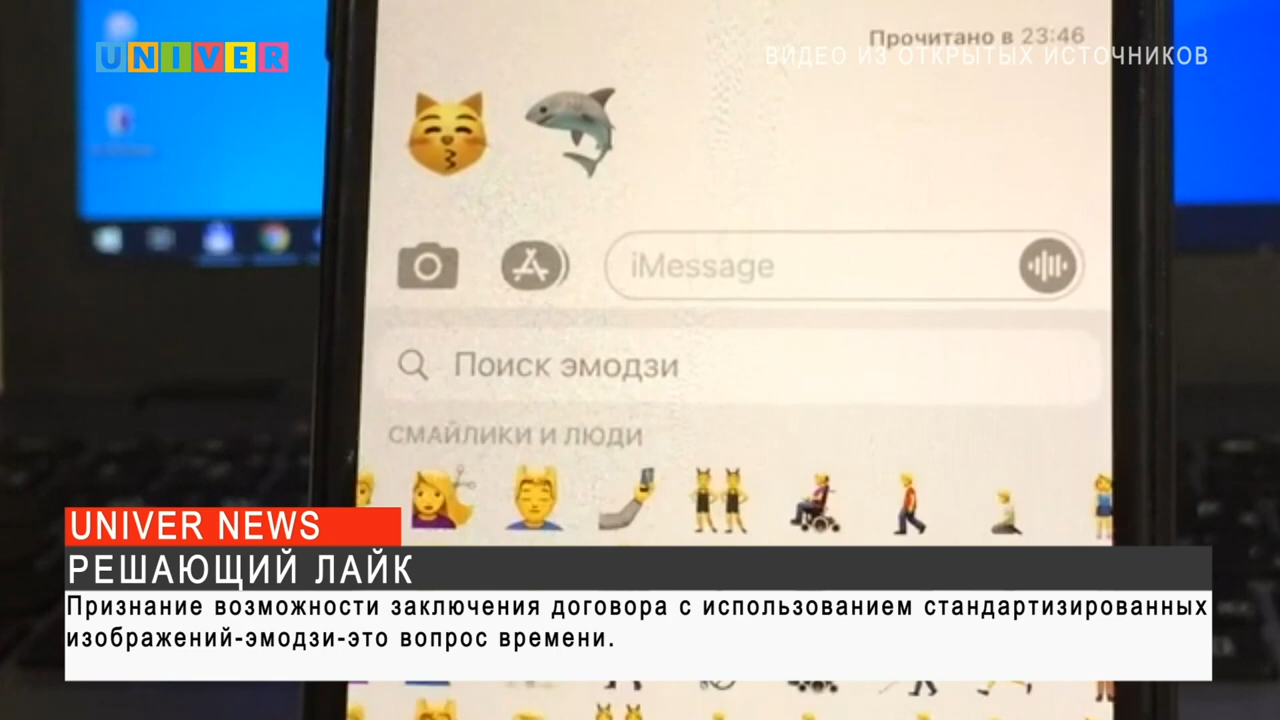 Прочитано в 23:46
UNIVER
ВИДЕО ИЗ ОТКРЫТЫХ ИСТОЧНИКОВ
iMessage
Поиск эмодзи
СМАЙЛИКИ И ЛЮДИ
UNIVER NEWS
РЕШАЮЩИЙ ЛАЙК
Признание возможности заключения договора с использованием стандартизированных
изображений-эмодзи-это вопрос времени.